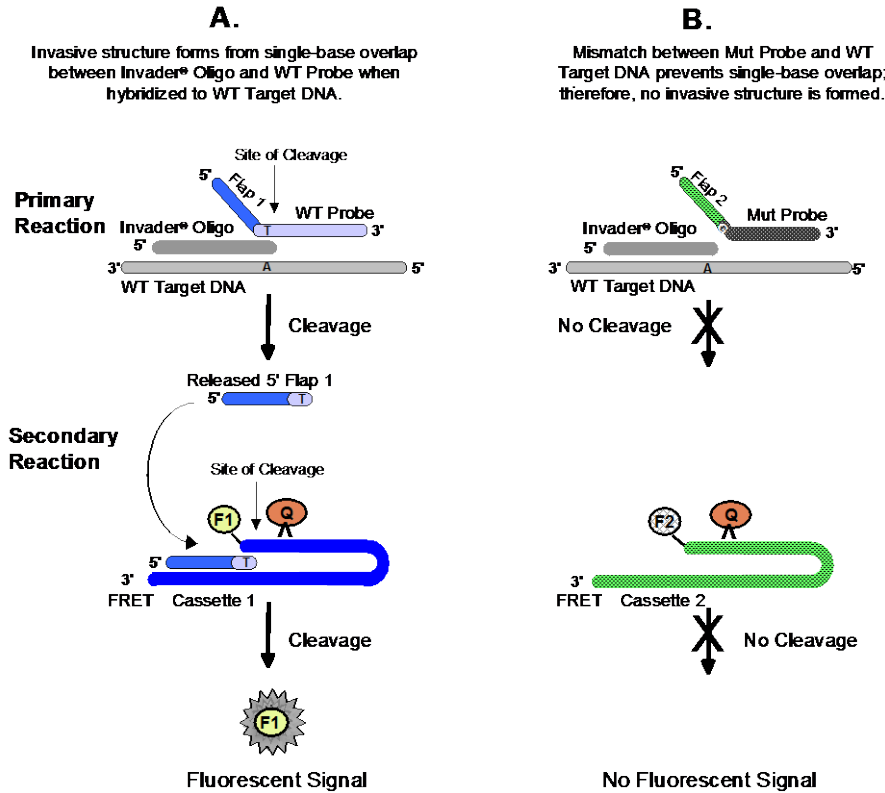 A.
Invasive structure forms from single-base overlap
between Invader® Oligo and WT Probe when
hybridized to WT Target DNA.
Primary
Reaction
5'
Flap 1
Site of Cleavage
T
WT Probe
3'
Invader® Oligo
5'
3'
A
5'
WT Target DNA
Cleavage
Released 5' Flap 1
5'
T
Secondary
Reaction
Site of Cleavage
F1
Q
5'
T
3'
FRET Cassette 1
Cleavage
F1
Fluorescent Signal
B.
Mismatch between Mut Probe and WT
Target DNA prevents single-base overlap;
therefore, no invasive structure is formed.
5'
Flap 2
Mut Probe
3'
Invader® Oligo
5'
3'
A
5'
WT Target DNA
No Cleavage
F2
Q
3'
FRET Cassette 2
No Cleavage
No Fluorescent Signal